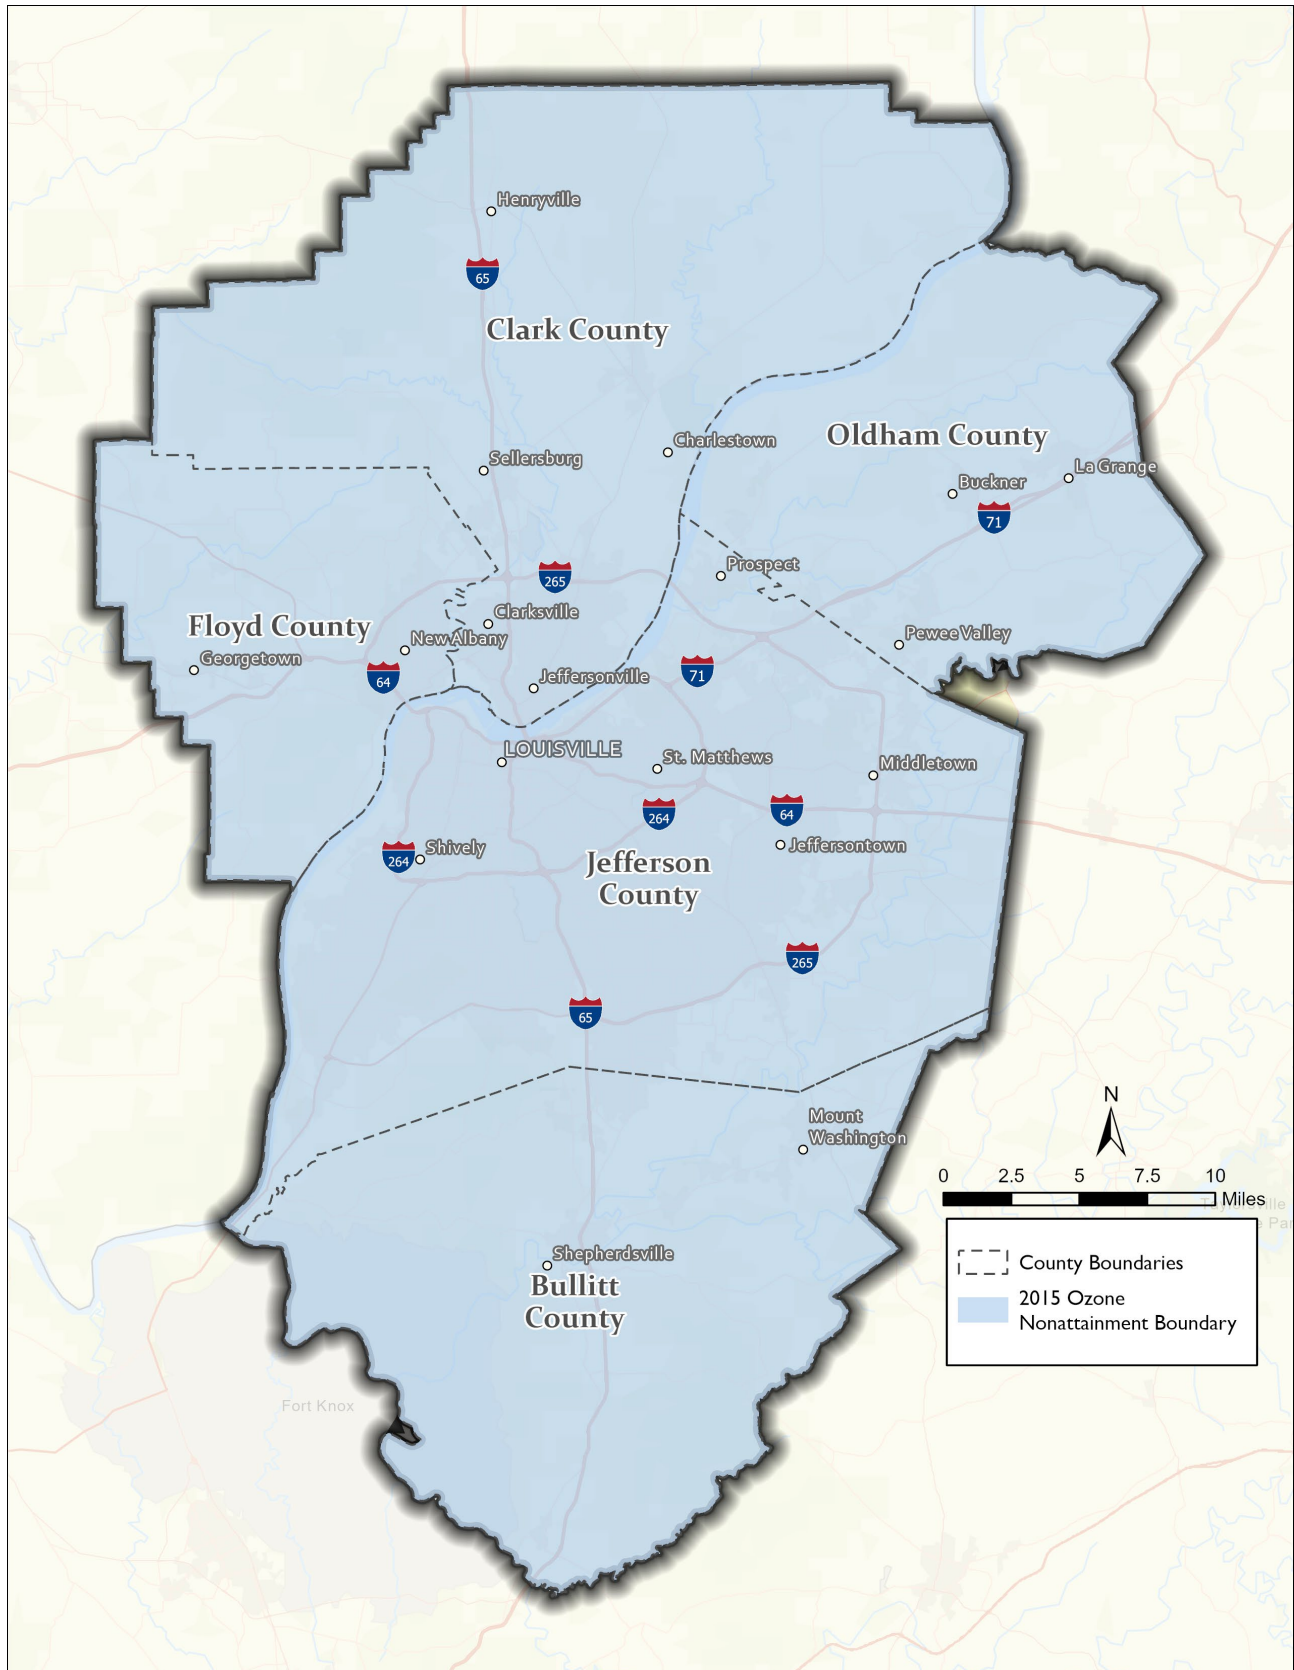 Henryville
65
Clark County
Oldham County
Charlestown
Sellersburg
La Grange
Buckner
71
Prospect
265
Clarksville
Floyd County
New Albany
Pewee Valley
Georgetown
64
71
Jeffersonville
LOUISVILLE
St. Matthews
Middletown
264
64
264
Shively
Jeffersontown
Jefferson
County
265
65
N
Mount
Washington
0 2.5 5 7.5 10
Miles
Taylorsville
County Boundaries
2015 Ozone
Nonattainment Boundary
Shepherdsville
Bullitt
County
Fort Knox